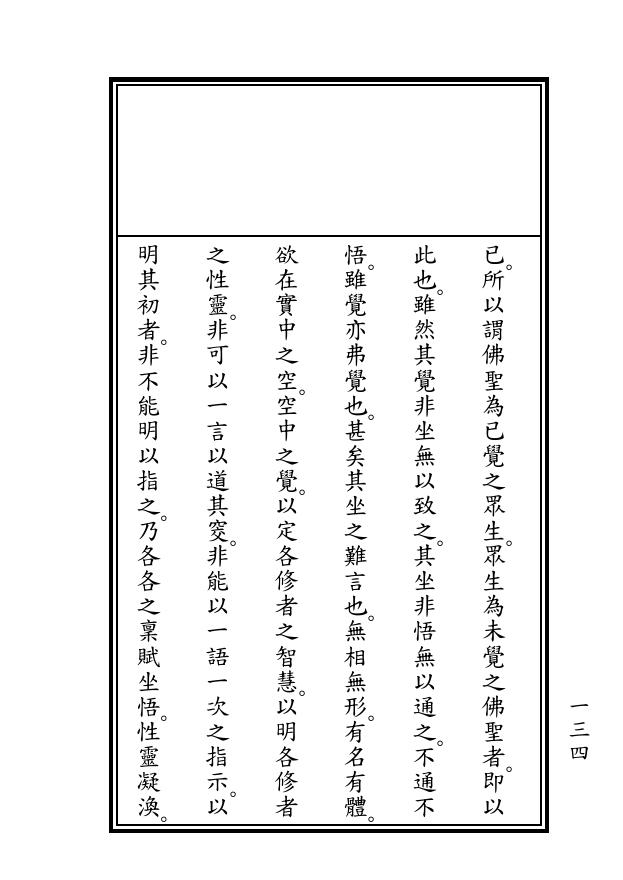 已。所以謂佛聖為已覺之眾生。眾生為未覺之佛聖者。即以
此也。雖然其覺非坐無以致之。其坐非悟無以通之。不通不
悟。雖覺亦弗覺也。甚矣其坐之難言也。無相無形。有名有體。
欲在實中之空。空中之覺。以定各修者之智慧。以明各修者
之性靈。非可以一言以道其窔。非能以一語一次之指示。以
明其初者。非不能明以指之。乃各各之稟賦坐悟。性靈凝渙。
一三四